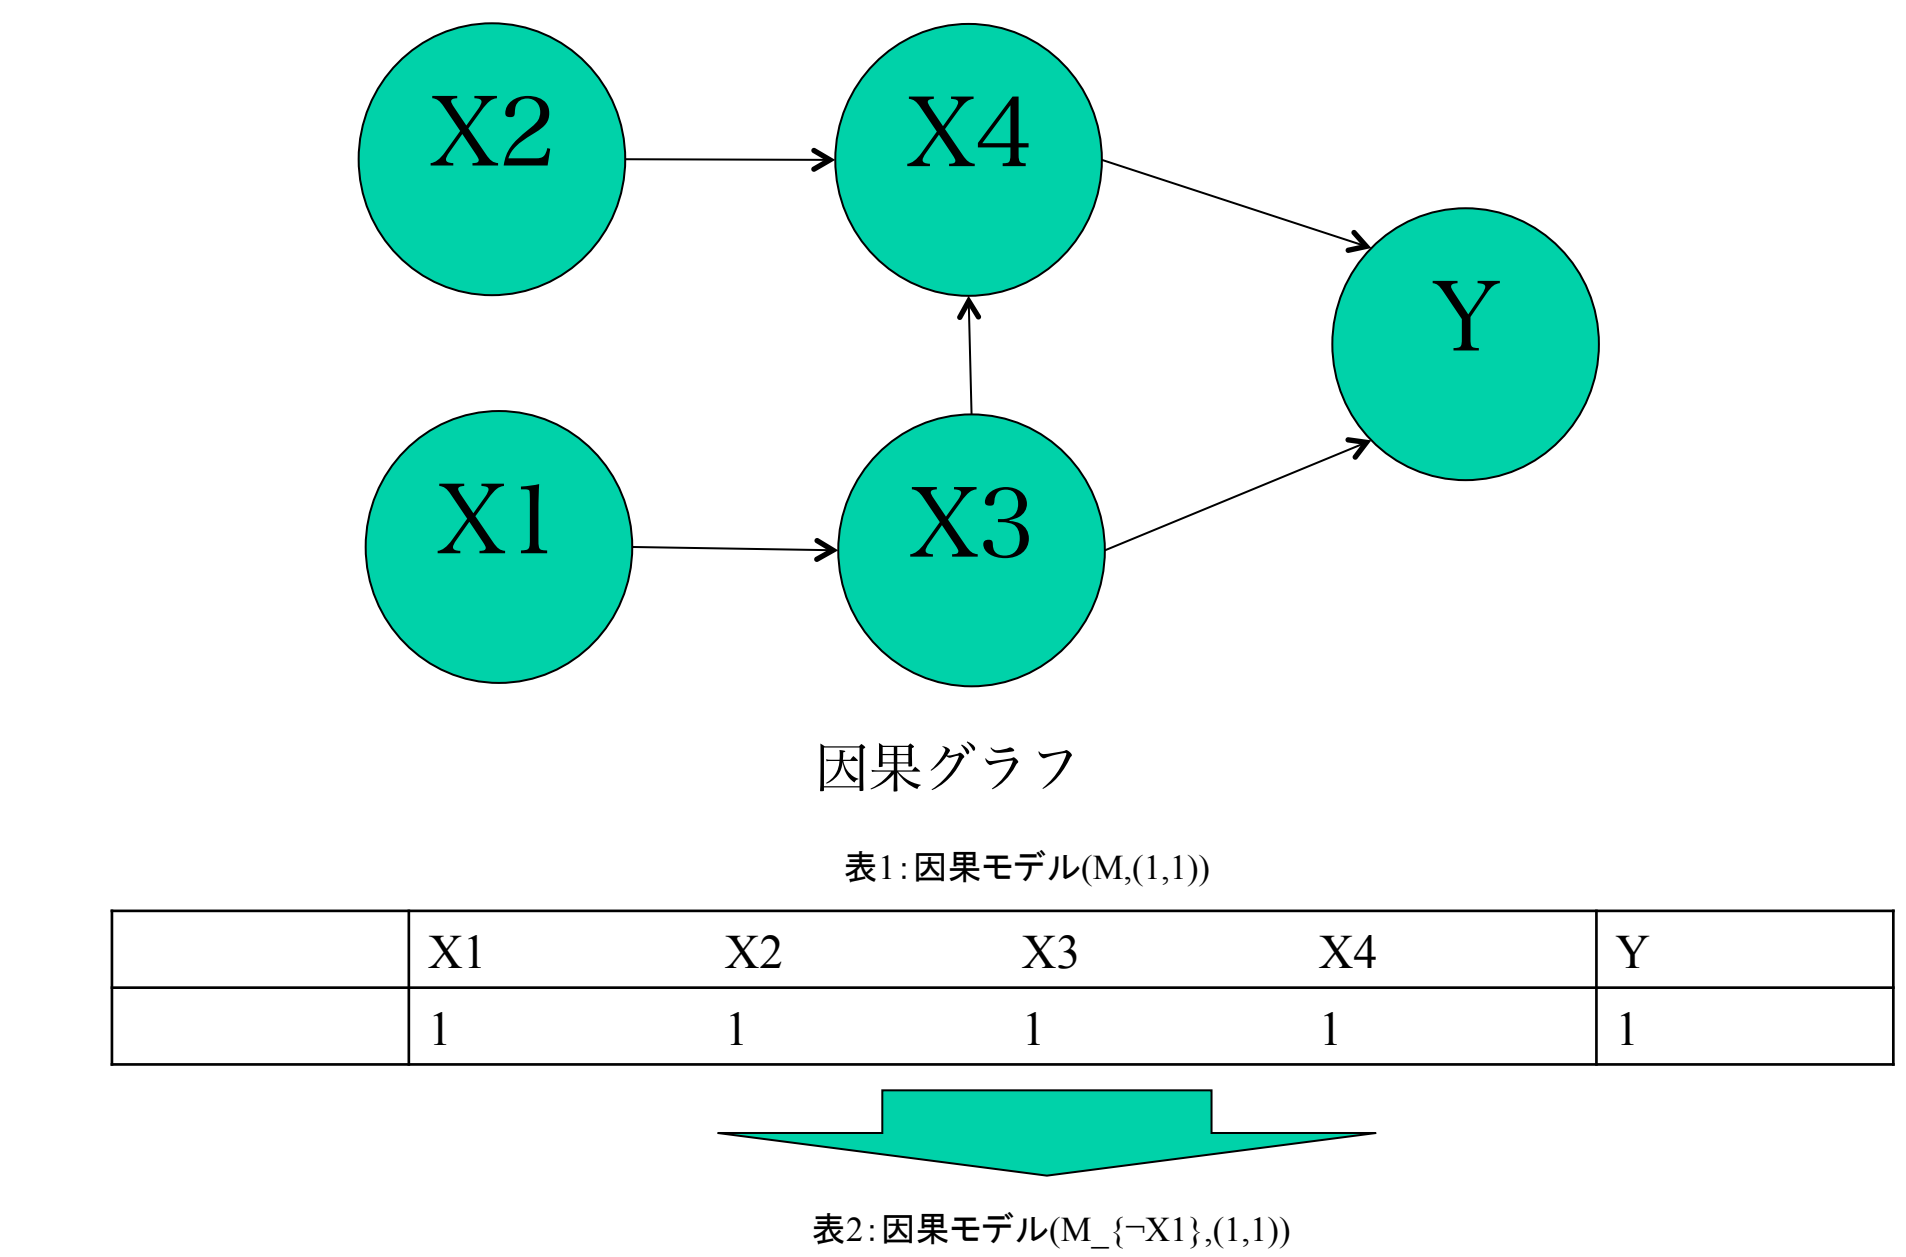 X2
X4
Y
X1
X3
因果グラフ
表1:因果モデル(M,(1,1))
X1 X2 X3 X4 Y
1 1 1 1 1
表2:因果モデル(M_{¬X1},(1,1))